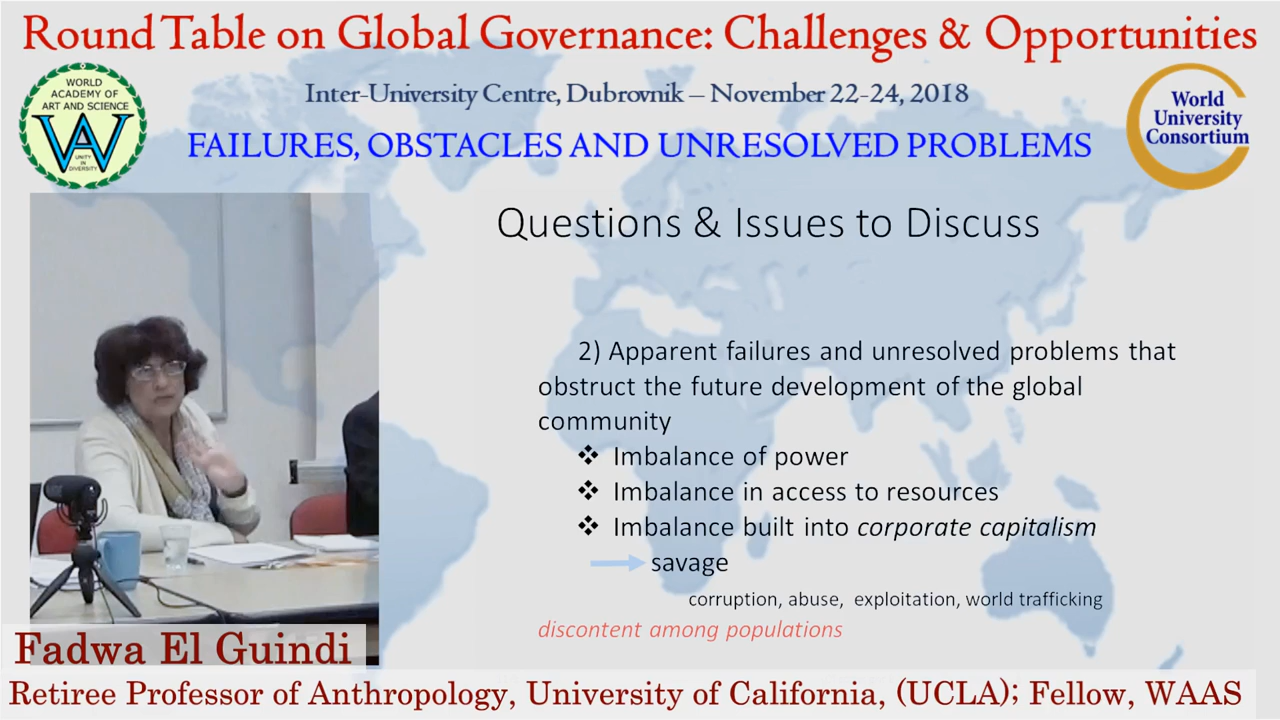 Round Table on Global Governance: Challenges & Opportunities
Inter-University Centre, Dubrovnik – November 22-24, 2018
FAILURES, OBSTACLES AND UNRESOLVED PROBLEMS
WORLD
ACADEMY OF
ART AND SCIENCE
WA
UNITY
IN
DIVERSITY
World
University
Consortium
Questions & Issues to Discuss
2) Apparent failures and unresolved problems that
obstruct the future development of the global
community
❖ Imbalance of power
❖ Imbalance in access to resources
❖ Imbalance built into corporate capitalism
savage
corruption, abuse, exploitation, world trafficking
discontent among populations
Fadwa El Guindi
Retiree Professor of Anthropology, University of California, (UCLA); Fellow, WAAS